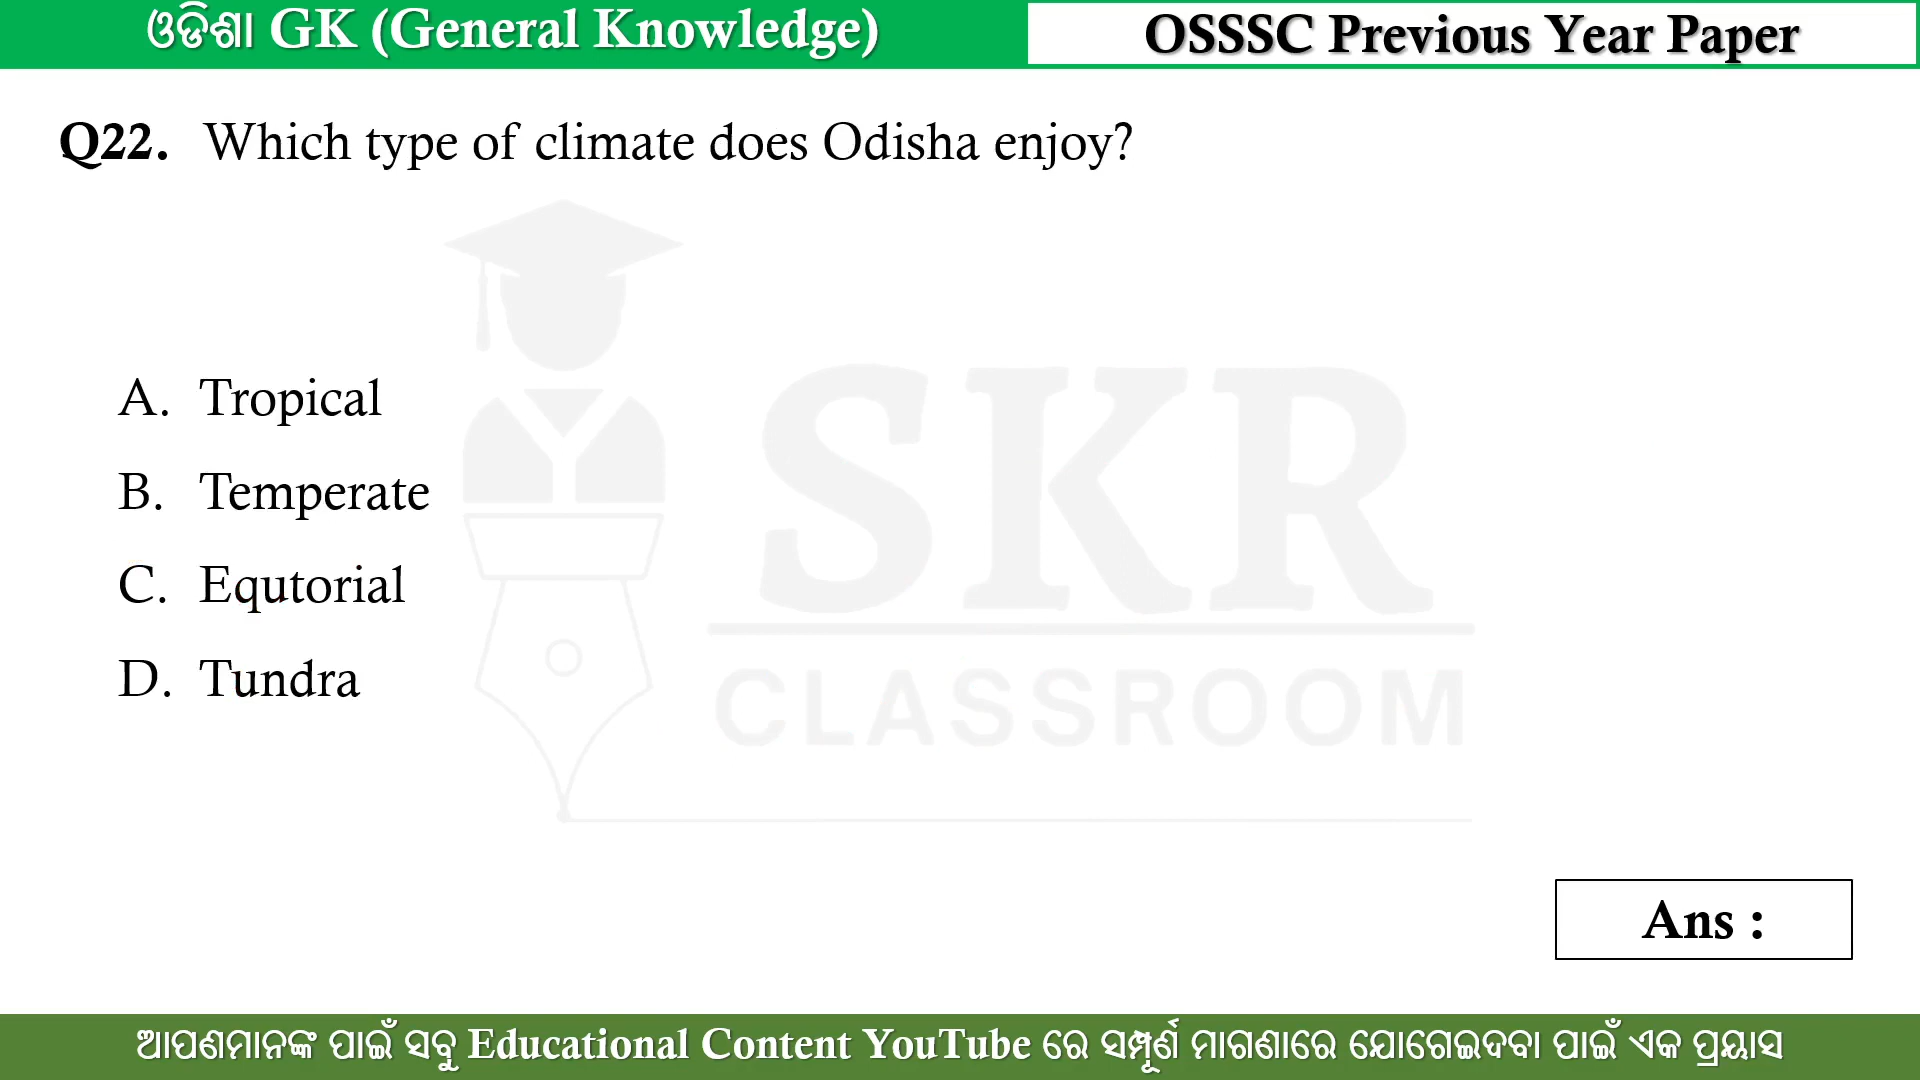 ଓଡିଶା GK (General Knowledge)
OSSSC Previous Year Paper
Q22. Which type of climate does Odisha enjoy?
A. Tropical
B. Temperate
C. Equtorial
D. Tundra
SKR
CLASSROOM
Ans :
ଆପଣମାନଙ୍କ ପାଇଁ ସବୁ Educational Content YouTube ରେ ସମ୍ପୂର୍ଣ ମାଗଣାରେ ଯୋଗେଇଦବା ପାଇଁ ଏକ ପ୍ରୟାସ